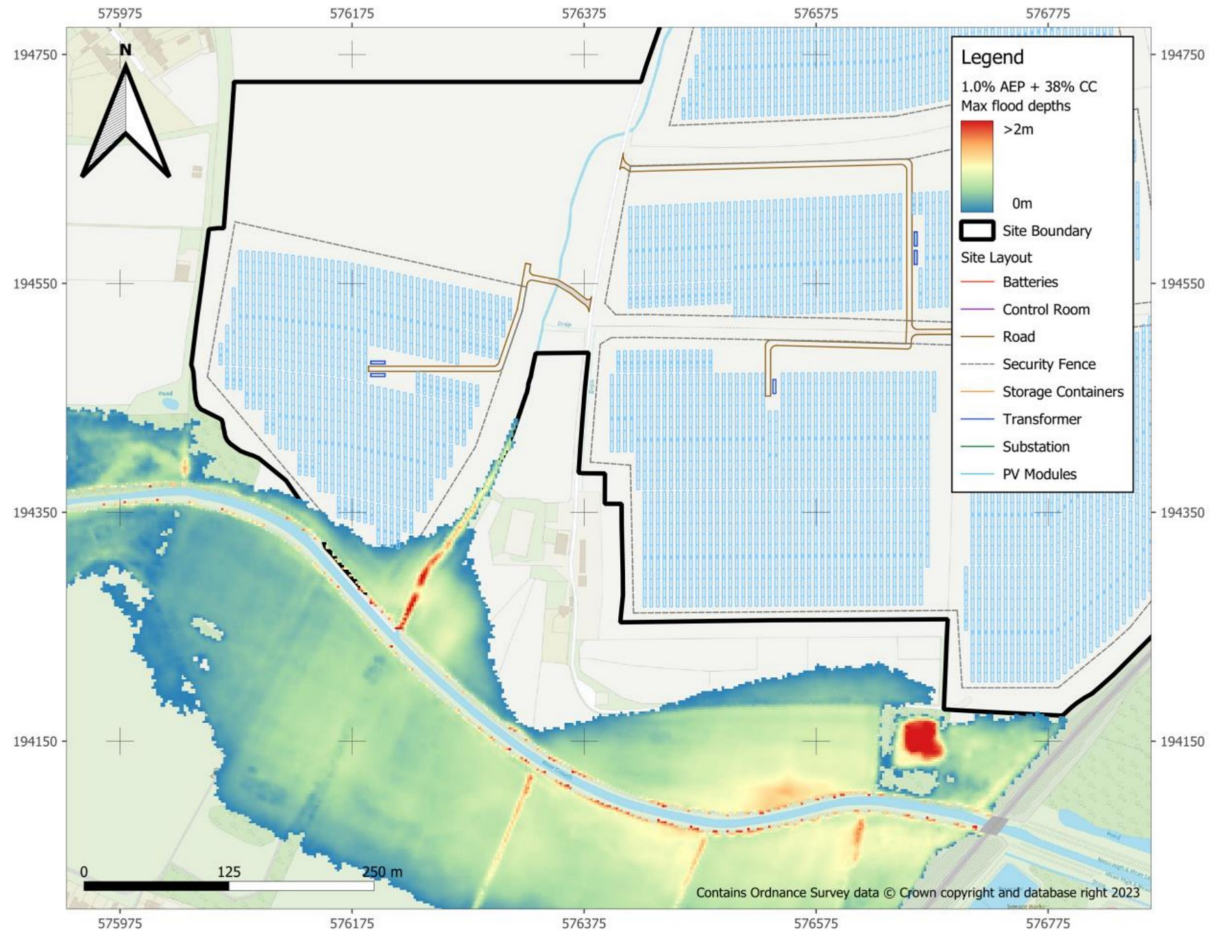 575975 576175 576375 576575 576775
194750 194750
N
Legend
1.0% AEP + 38% CC
Max flood depths
>2m
0m
Site Boundary
Site Layout
Batteries
Control Room
Road
Security Fence
Storage Containers
Transformer
Substation
PV Modules
194550 194550
Drain
Pond
194350 194350
194150 194150
Pond
0 125 250 m
Contains Ordnance Survey data © Crown copyright and database right 2023
575975 576175 576375 576575 576775